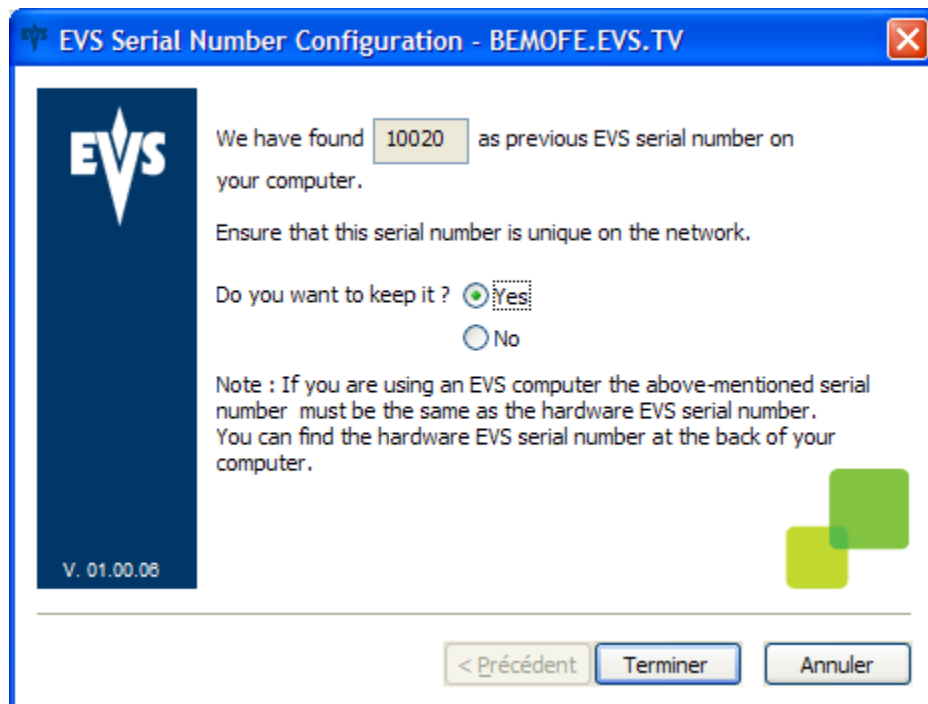 EVS Serial Number Configuration - BEMOFE.EVS.TV
EVS
We have found 10020 as previous EVS serial number on
your computer.
Ensure that this serial number is unique on the network.
Do you want to keep it ? Yes
No
Note : If you are using an EVS computer the above-mentioned serial
number must be the same as the hardware EVS serial number.
You can find the hardware EVS serial number at the back of your
computer.
V. 01.00.06
< Précédent Terminer Annuler